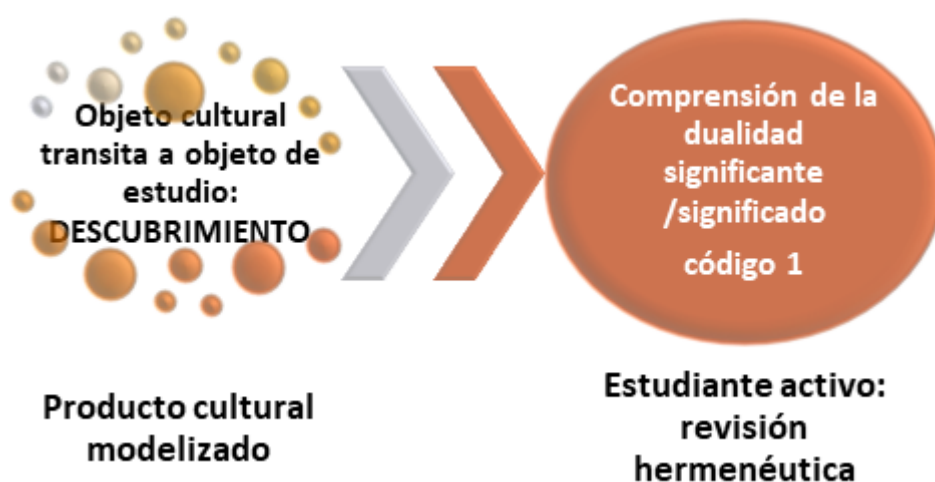 Objeto cultural
transita a objeto de
estudio:
DESCUBRIMIENTO
Producto cultural
modelizado
Comprensión de la
dualidad
significante
/significado
código 1
Estudiante activo:
revisión
hermenéutica